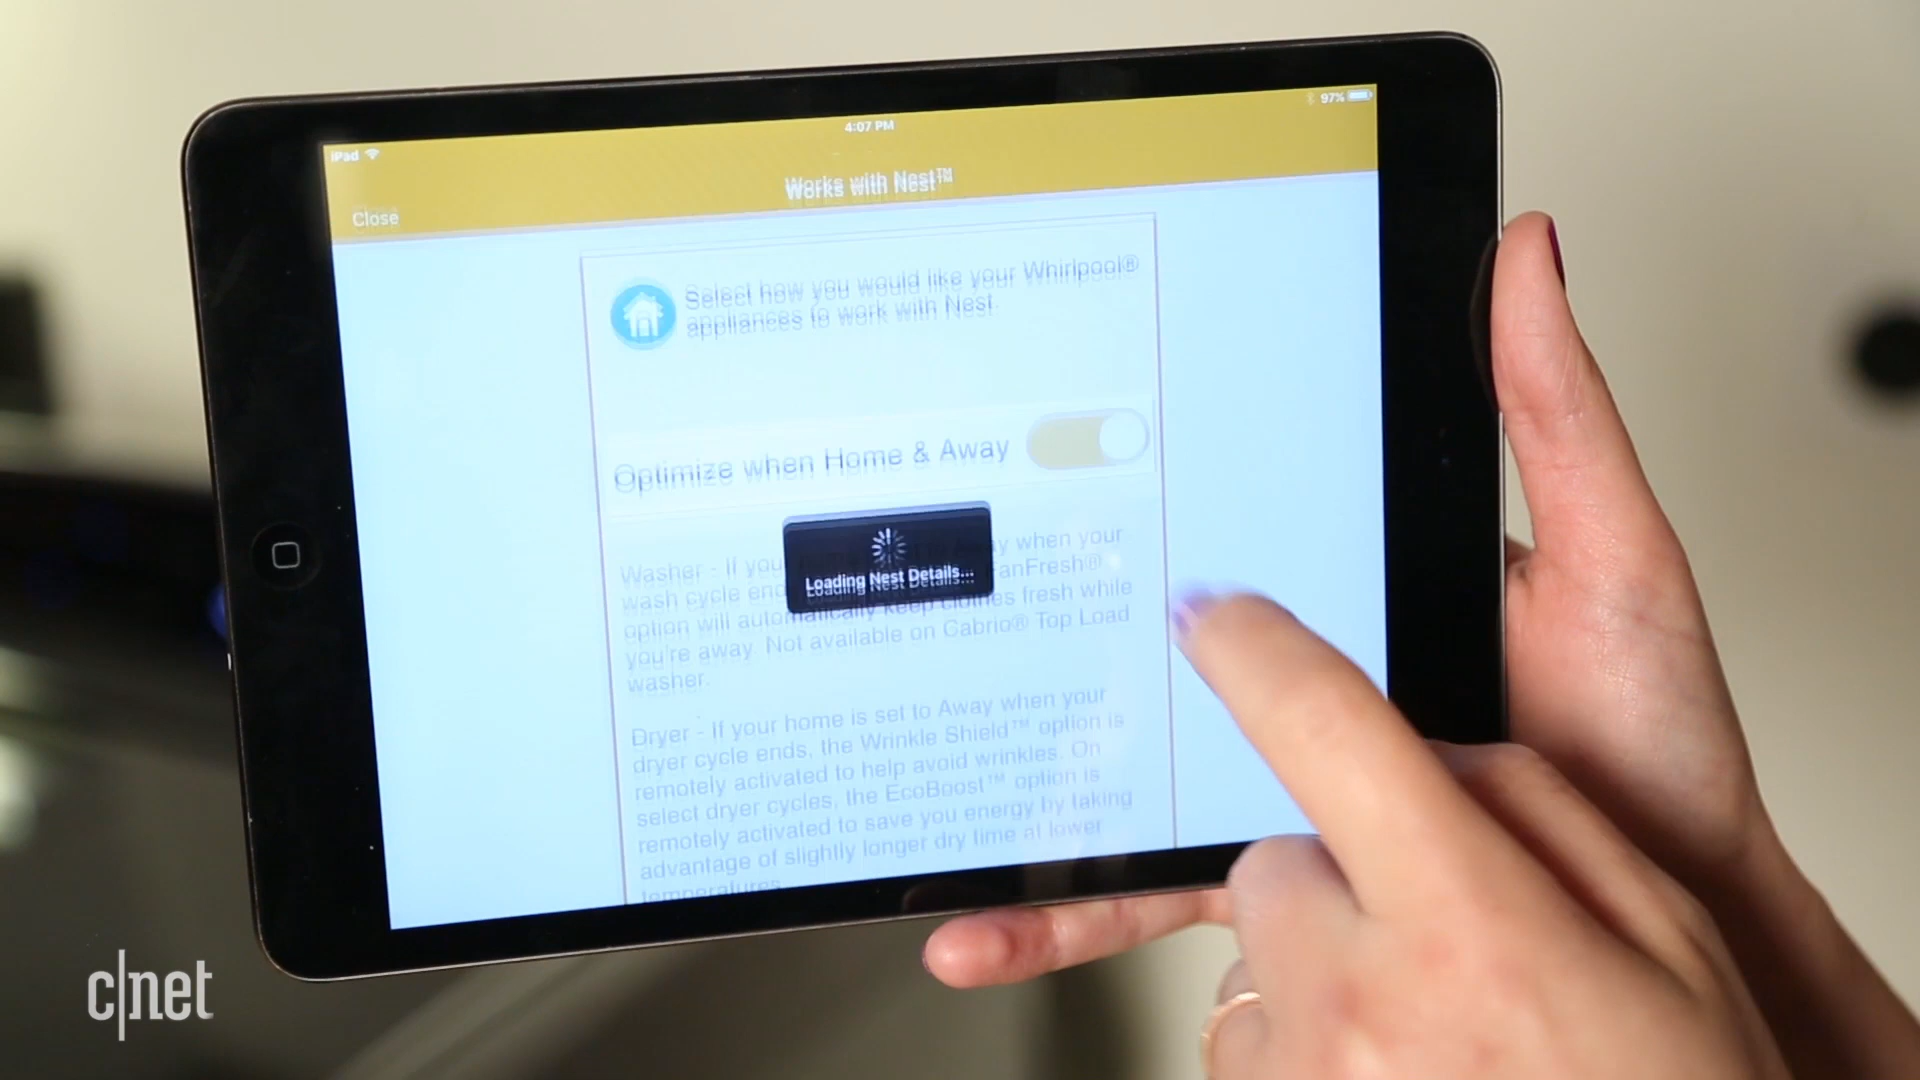 iPad
4:07 PM
97%
Works with Nest™
Close
Select how you would like your Whirlpool®
appliances to work with Nest.
Optimize when Home & Away
Loading Nest Details...
Washer - If your Away when your
wash cycle end FanFresh®
option will automatically keep clothes fresh while
you're away. Not available on Cabrio® Top Load
washer.
Dryer - If your home is set to Away when your
dryer cycle ends, the Wrinkle Shield™ option is
remotely activated to help avoid wrinkles. On
select dryer cycles, the EcoBoost™ option is
remotely activated to save you energy by taking
advantage of slightly longer dry time at lower
temperatures.
c|net